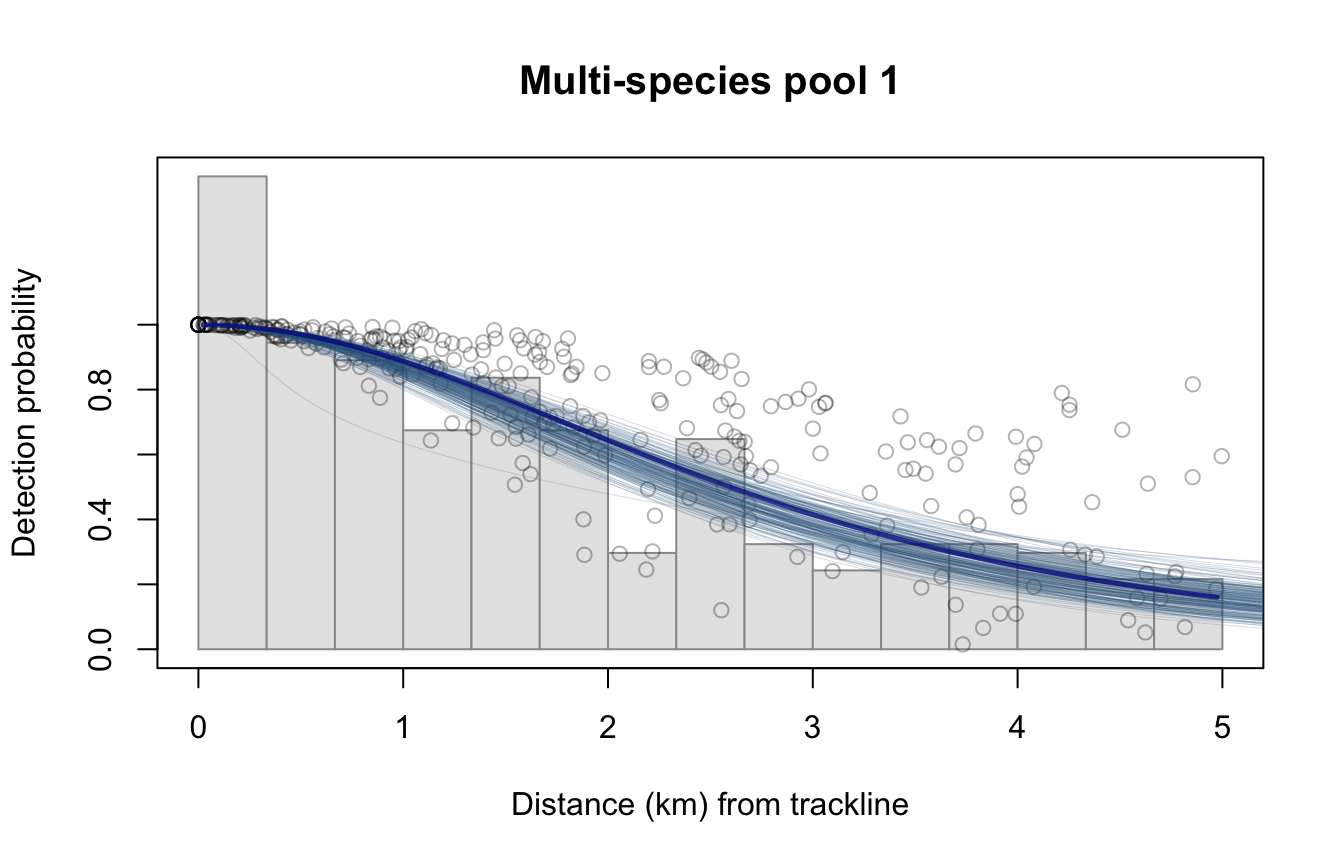 Multi-species pool 1
Detection probability
0.8
0.4
0.0
0 1 2 3 4 5
Distance (km) from trackline